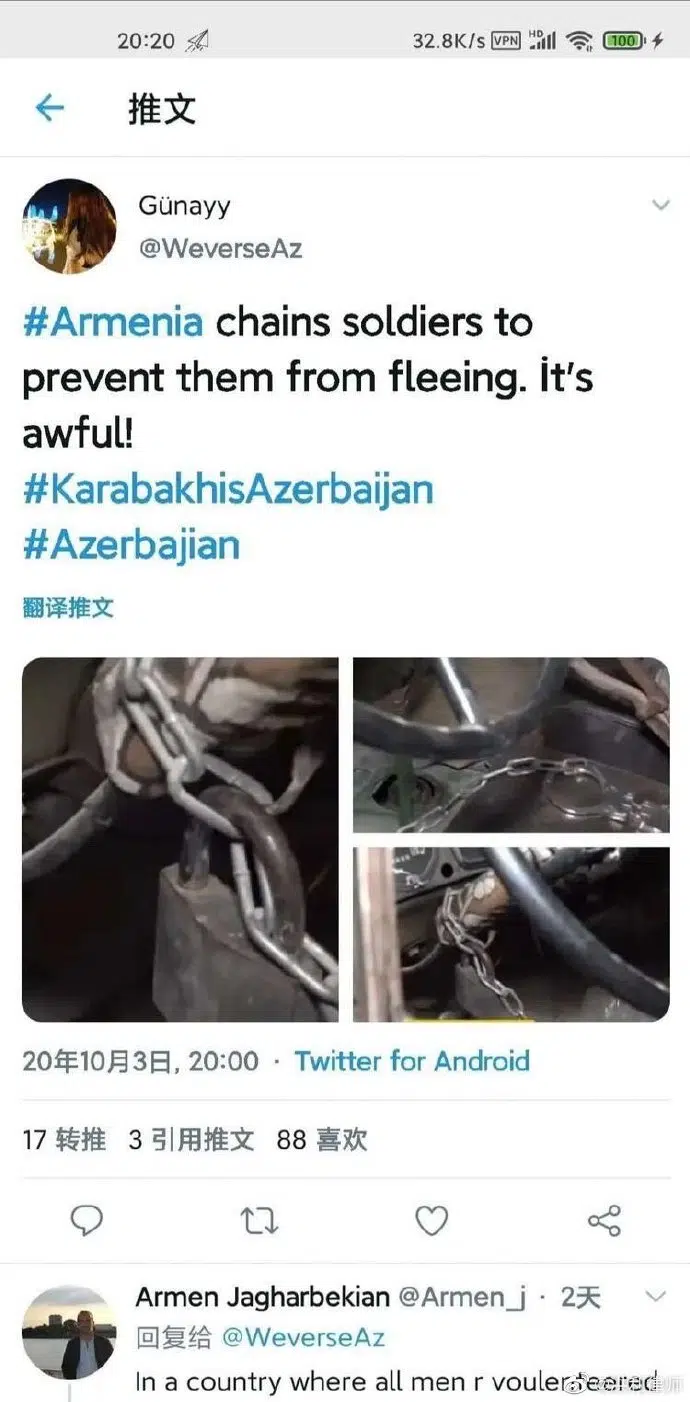 20:20
32.8K/s VPN HD 100
推文
Günayy
@WeverseAz
#Armenia chains soldiers to
prevent them from fleeing. İt's
awful!
#KarabakhisAzerbaijan
#Azerbajian
翻译推文
20年10月3日, 20:00 · Twitter for Android
17 转推 3 引用推文 88 喜欢
Armen Jagharbekian @Armen_j · 2天
回复给 @WeverseAz
In a country where all men r voulenteered